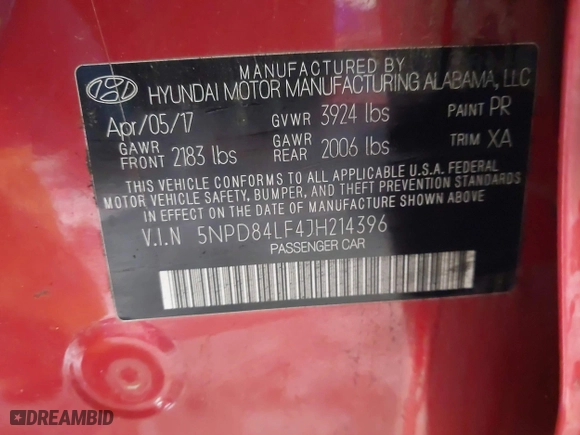 MANUFACTURED BY
HYUNDAI MOTOR MANUFACTURING ALABAMA, LLC
Apr/05/17 GVWR 3924 lbs PAINT PR
GAWR FRONT 2183 lbs GAWR REAR 2006 lbs TRIM XA
THIS VEHICLE CONFORMS TO ALL APPLICABLE U.S.A. FEDERAL
MOTOR VEHICLE SAFETY, BUMPER, AND THEFT PREVENTION
STANDARDS IN EFFECT ON THE DATE OF MANUFACTURE SHOWN ABOVE.
V.I.N 5NPD84LF4JH214396
PASSENGER CAR
DREAMBID